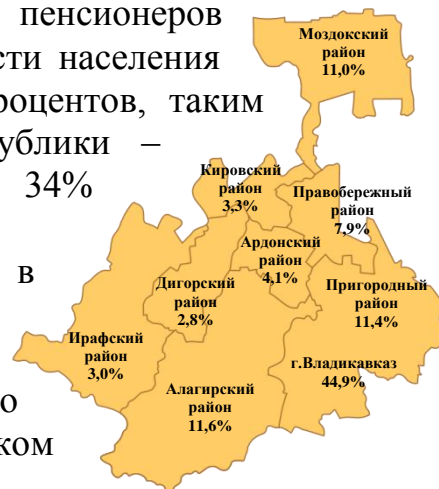 пенсионеров
сти населения
роцентов, таким
ублики –
34%
в
о
ком
Моздокский
район
11,0%
Кировский
район
3,3%
Правобережный
район
7,9%
Ардонский
район
4,1%
Дигорский
район
2,8%
Пригородный
район
11,4%
Ирафский
район
3,0%
г.Владикавказ
44,9%
Алагирский
район
11,6%